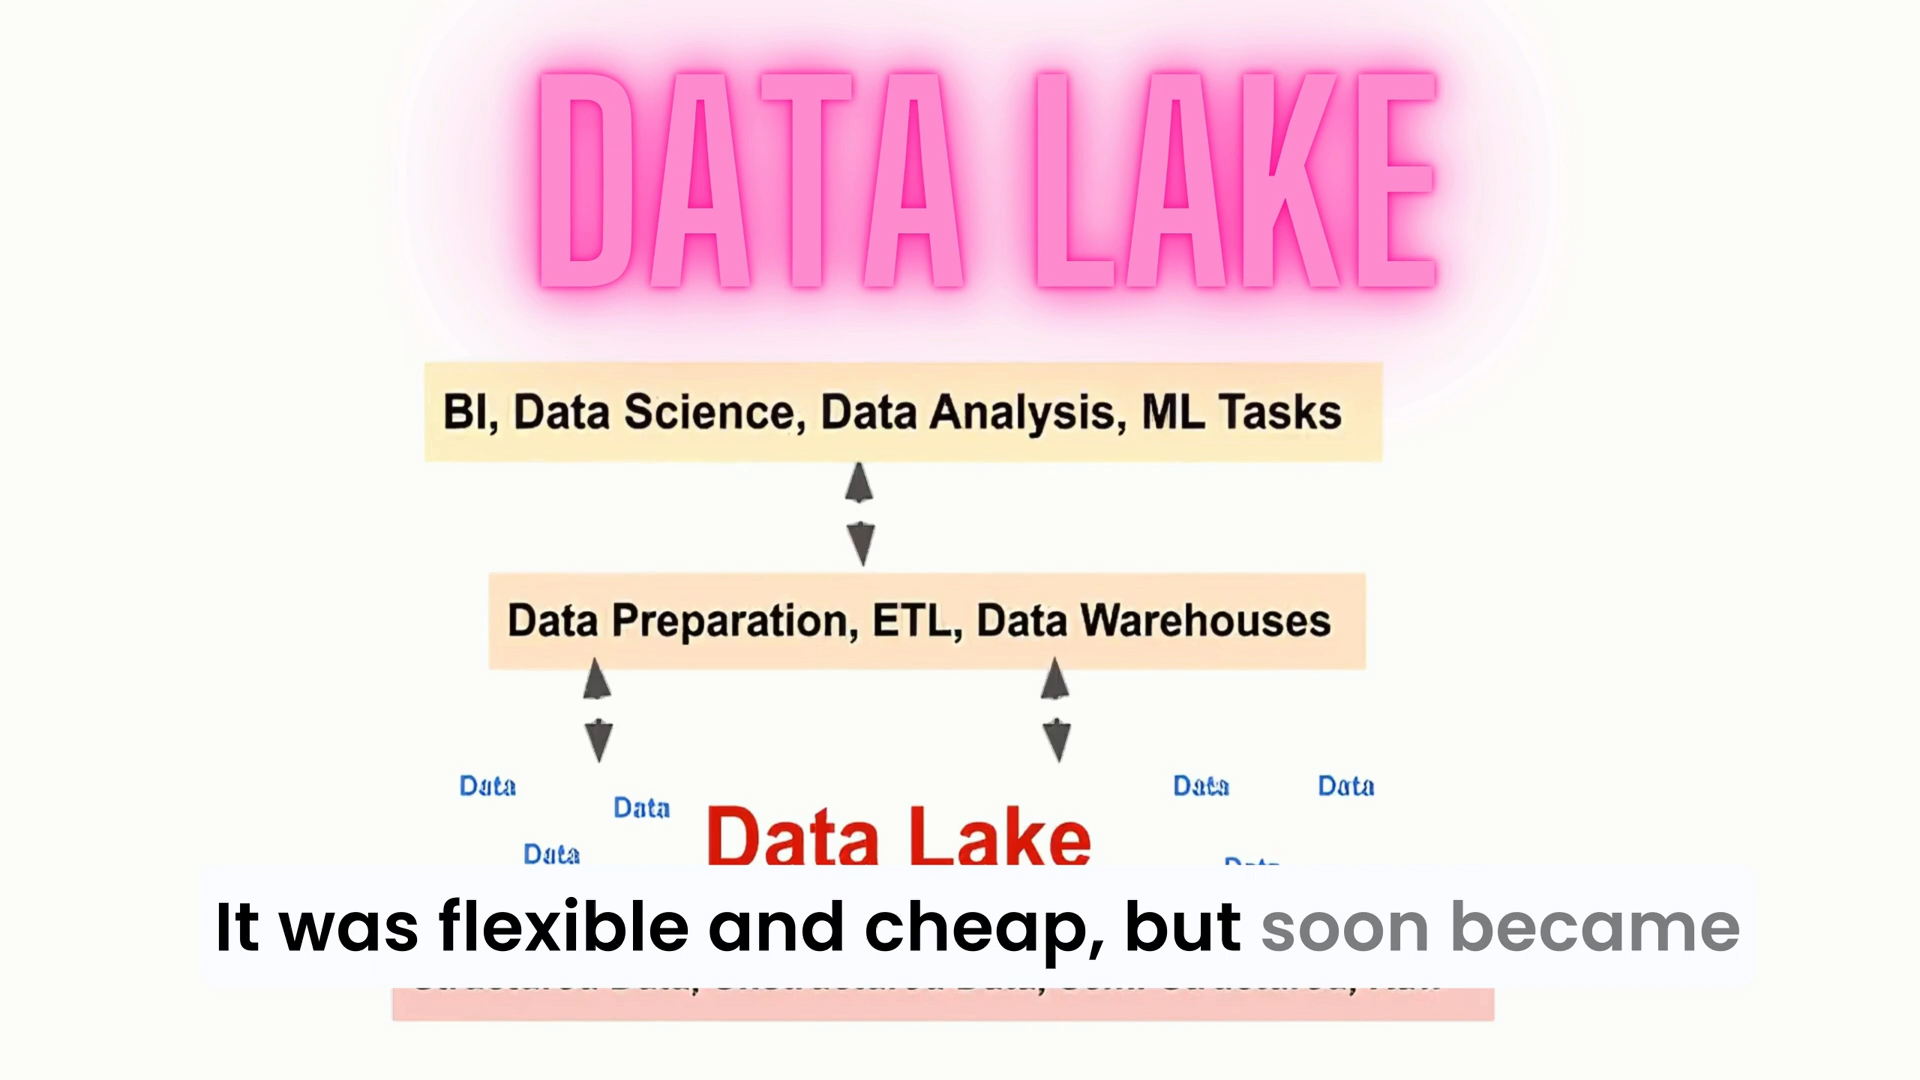 DATA LAKE
BI, Data Science, Data Analysis, ML Tasks
Data Preparation, ETL, Data Warehouses
Data Data Data Data
Data Lake
Data
It was flexible and cheap, but soon became